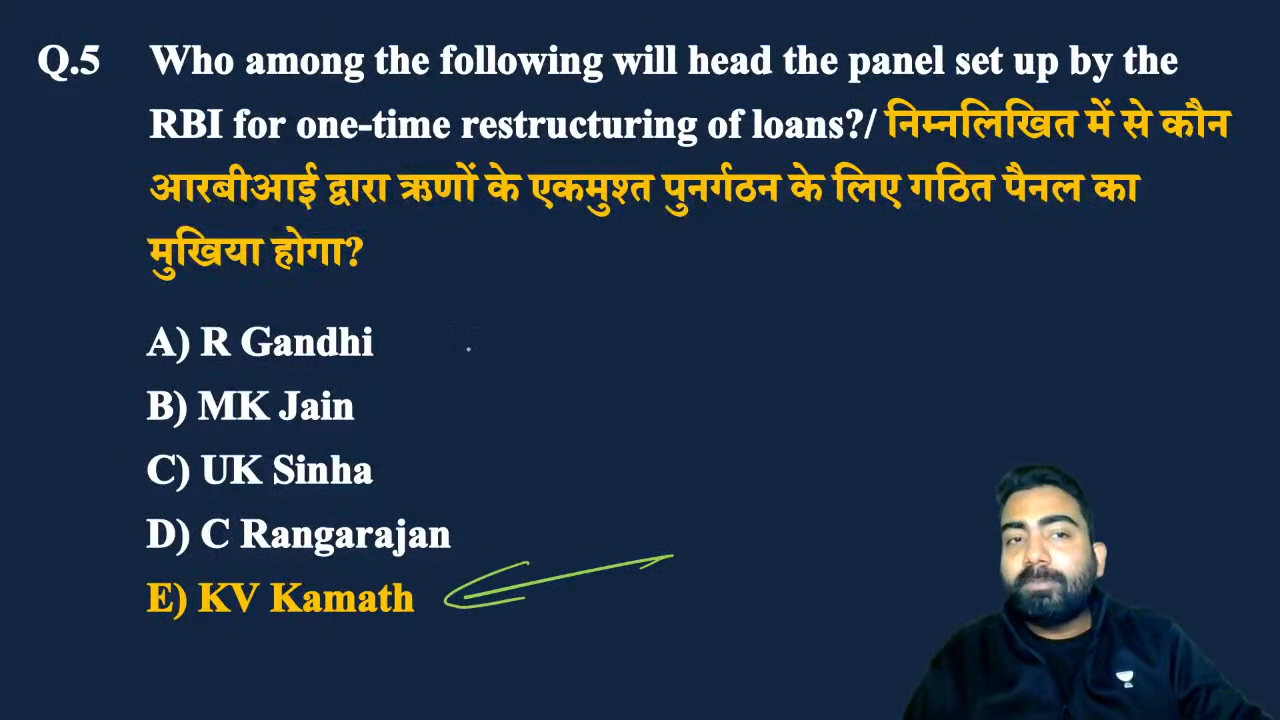 Q.5 Who among the following will head the panel set up by the
RBI for one-time restructuring of loans?/ निम्नलिखित में से कौन
आरबीआई द्वारा ऋणों के एकमुश्त पुनर्गठन के लिए गठित पैनल का
मुखिया होगा?
A) R Gandhi
B) MK Jain
C) UK Sinha
D) C Rangarajan
E) KV Kamath